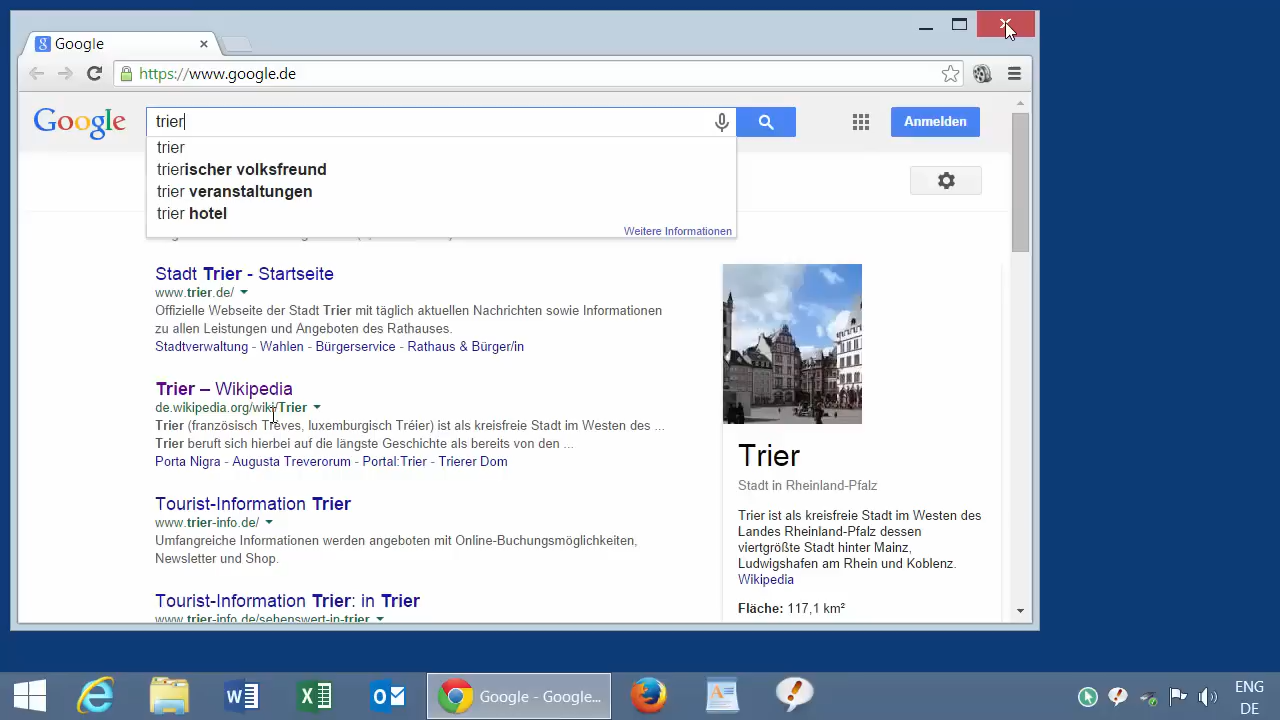 Google
https://www.google.de
Google
trier
Anmelden
trier
trierischer volksfreund
trier veranstaltungen
trier hotel
Weitere Informationen
Stadt Trier - Startseite
www.trier.de/
Offizielle Webseite der Stadt Trier mit täglich aktuellen Nachrichten sowie Informationen
zu allen Leistungen und Angeboten des Rathauses.
Stadtverwaltung - Wahlen - Bürgerservice - Rathaus & Bürger/in
Trier – Wikipedia
de.wikipedia.org/wiki/Trier
Trier (französisch Trèves, luxemburgisch Tréier) ist als kreisfreie Stadt im Westen des ...
Trier beruft sich hierbei auf die längste Geschichte als bereits von den ...
Porta Nigra - Augusta Treverorum - Portal:Trier - Trierer Dom
Tourist-Information Trier
www.trier-info.de/
Umfangreiche Informationen werden angeboten mit Online-Buchungsmöglichkeiten,
Newsletter und Shop.
Tourist-Information Trier: in Trier
www.trier-info.de/sehenswert-in-trier
Trier
Stadt in Rheinland-Pfalz
Trier ist als kreisfreie Stadt im Westen des
Landes Rheinland-Pfalz dessen
viertgrößte Stadt hinter Mainz,
Ludwigshafen am Rhein und Koblenz.
Wikipedia
Fläche: 117,1 km²
Google - Google...
ENG
DE